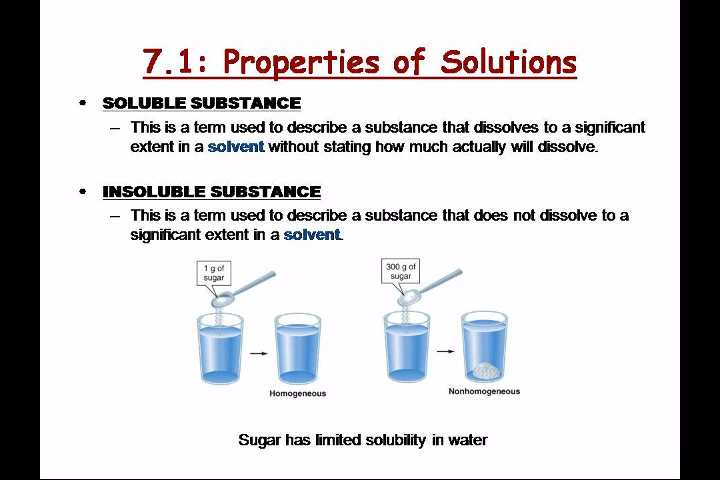 7.1: Properties of Solutions
• SOLUBLE SUBSTANCE
– This is a term used to describe a substance that dissolves to a significant
extent in a solvent without stating how much actually will dissolve.
• INSOLUBLE SUBSTANCE
– This is a term used to describe a substance that does not dissolve to a
significant extent in a solvent.
1 g of
sugar
300 g of
sugar
Homogeneous
Nonhomogeneous
Sugar has limited solubility in water